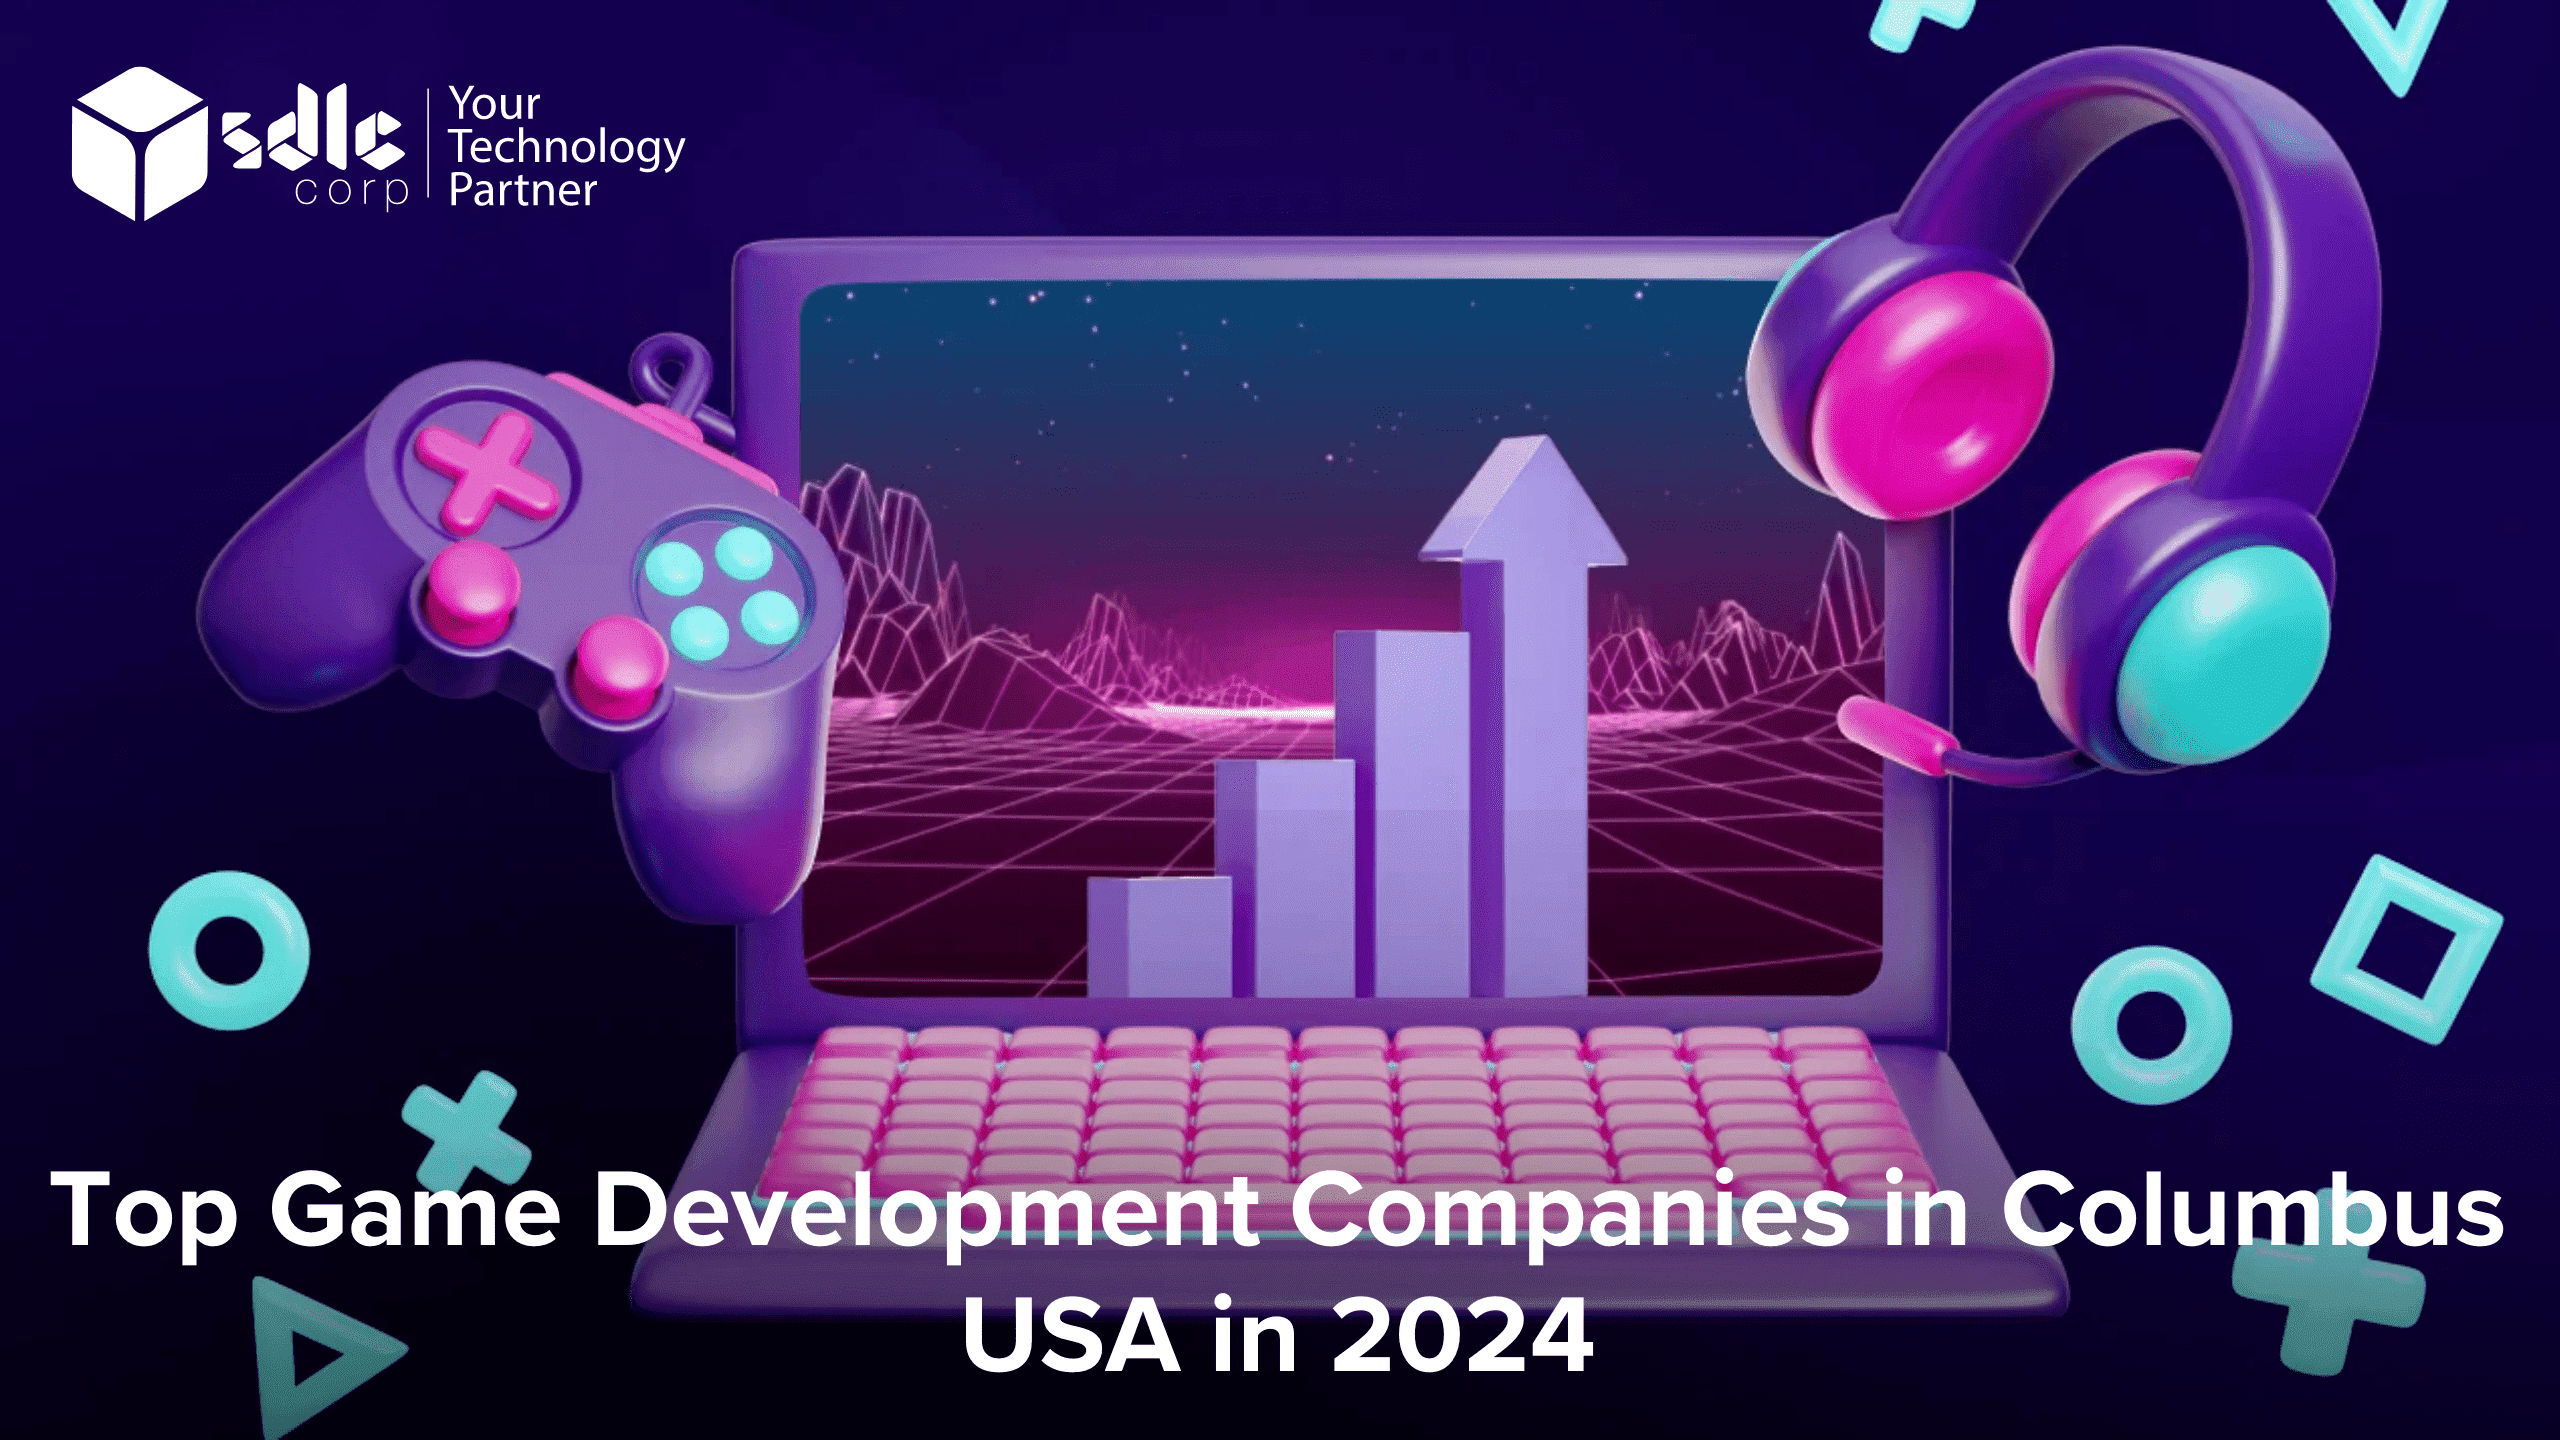 sdlc
corp
Your
Technology
Partner
Top Game Development Companies in Columbus
USA in 2024